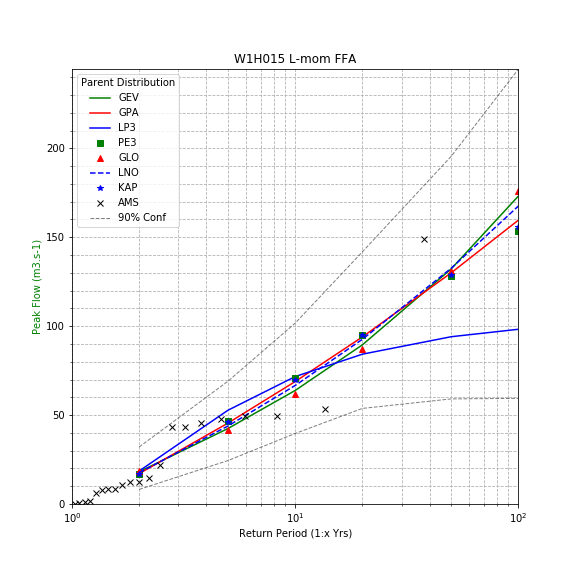 W1H015 L-mom FFA
Parent Distribution
GEV
GPA
LP3
PE3
GLO
LNO
KAP
AMS
90% Conf
Peak Flow (m3.s-1)
200
150
100
50
0
10⁰
10¹
10²
Return Period (1:x Yrs)